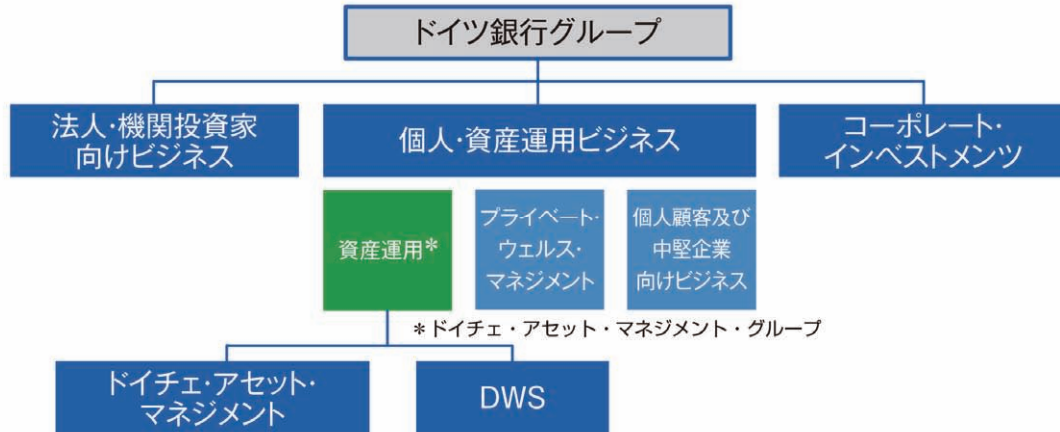 ドイツ銀行グループ
法人・機関投資家
向けビジネス
個人・資産運用ビジネス
コーポレート・
インベストメンツ
資産運用*
プライベート・
ウェルス・
マネジメント
個人顧客及び
中堅企業
向けビジネス
*ドイチェ・アセット・マネジメント・グループ
ドイチェ・アセット・
マネジメント
DWS